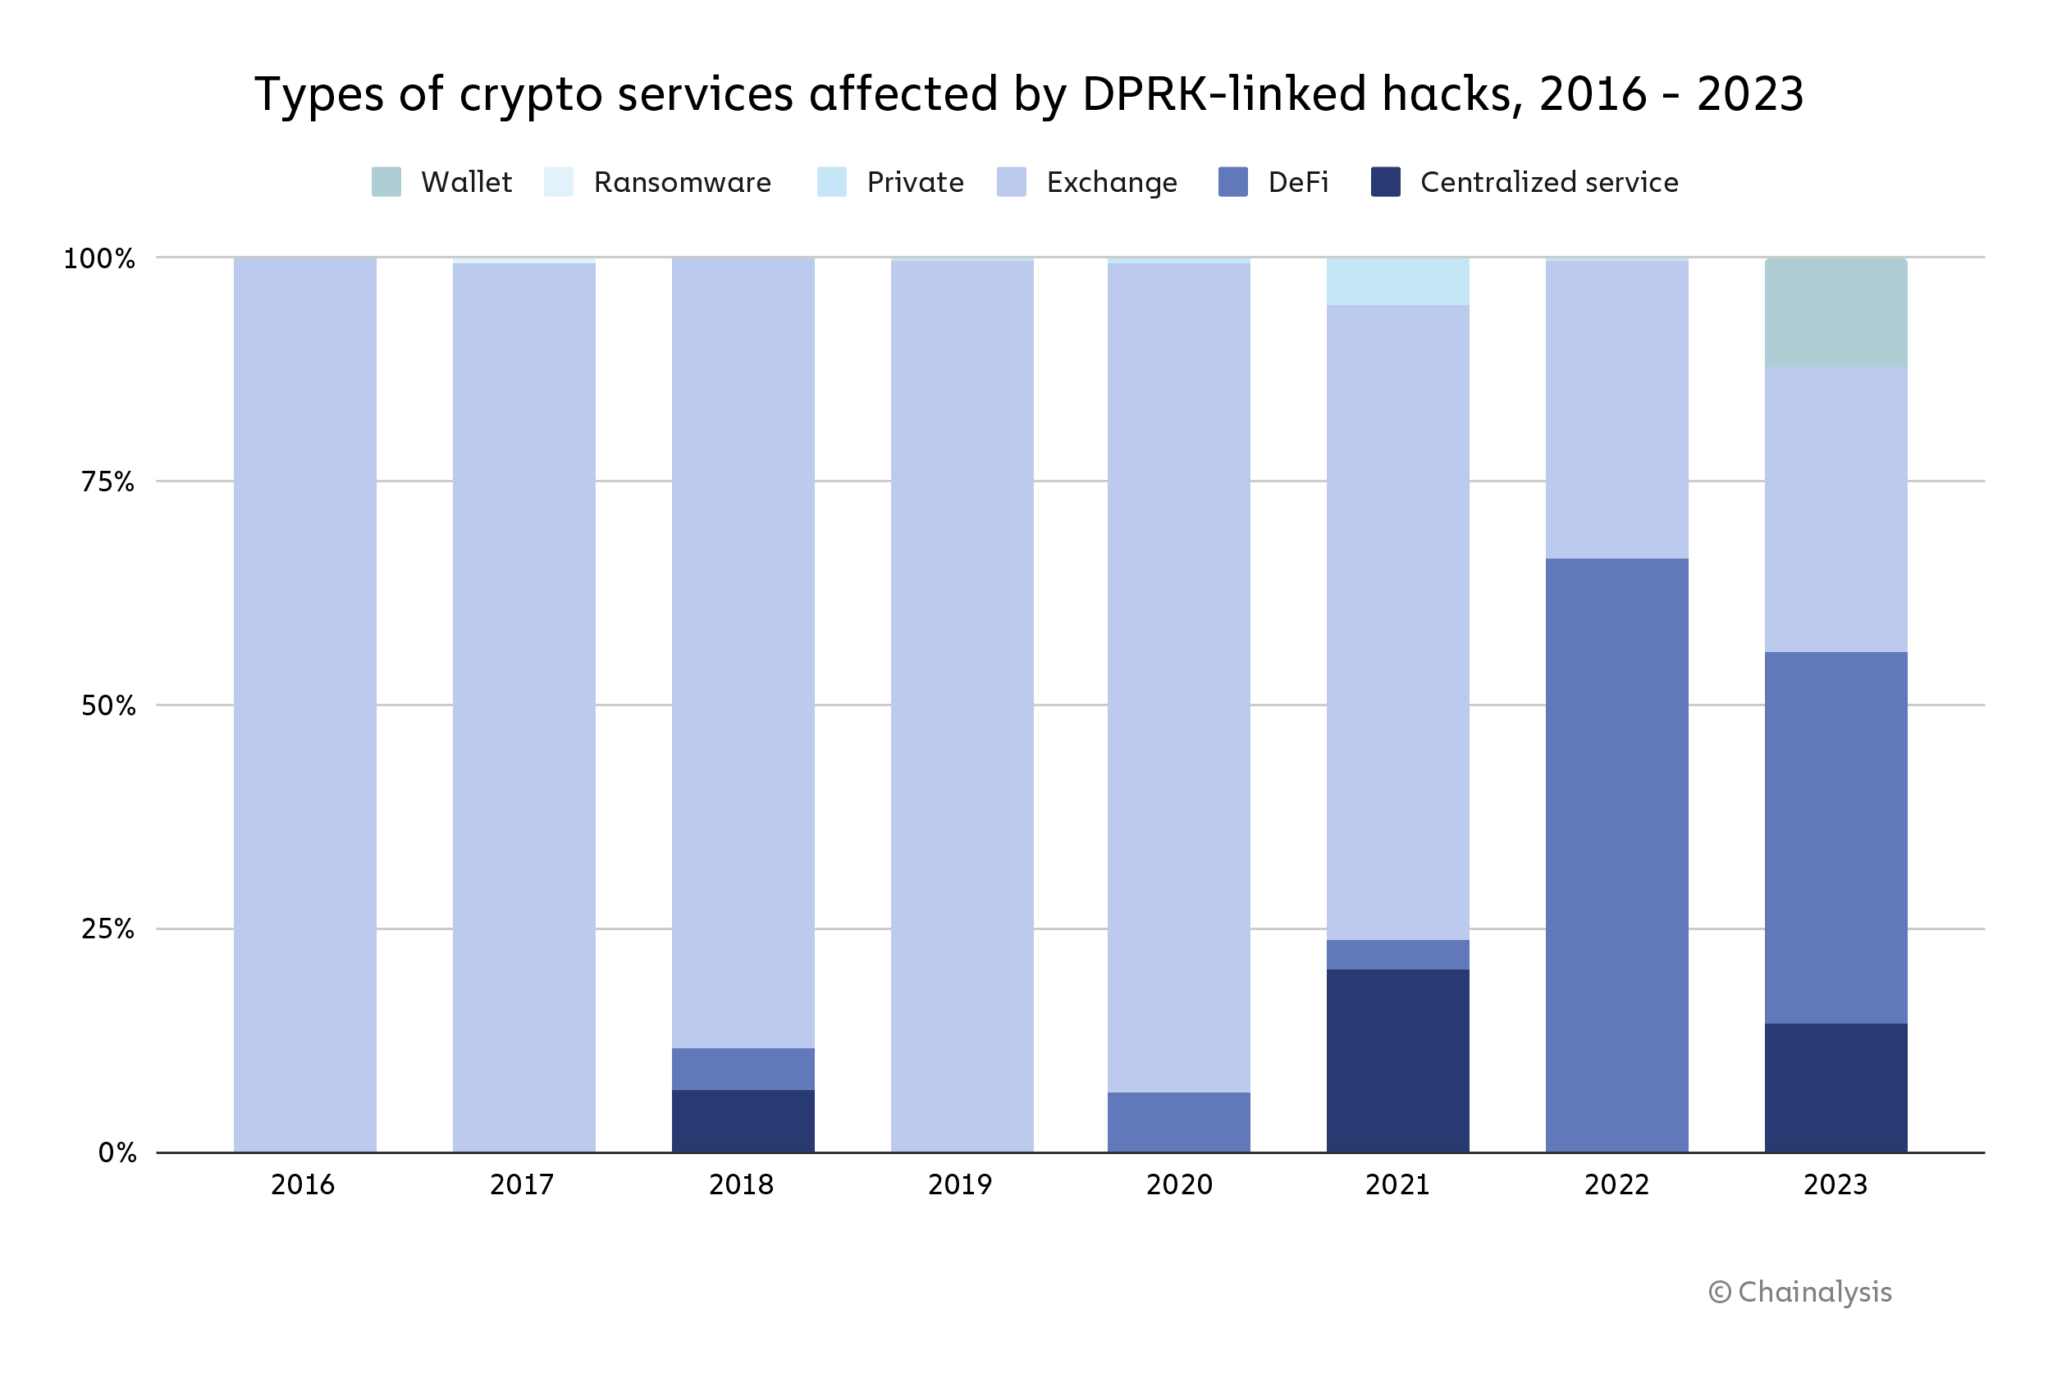 Types of crypto services affected by DPRK-linked hacks, 2016 - 2023
Wallet Ransomware Private Exchange DeFi Centralized service
100%
75%
50%
25%
0%
2016 2017 2018 2019 2020 2021 2022 2023
© Chainalysis